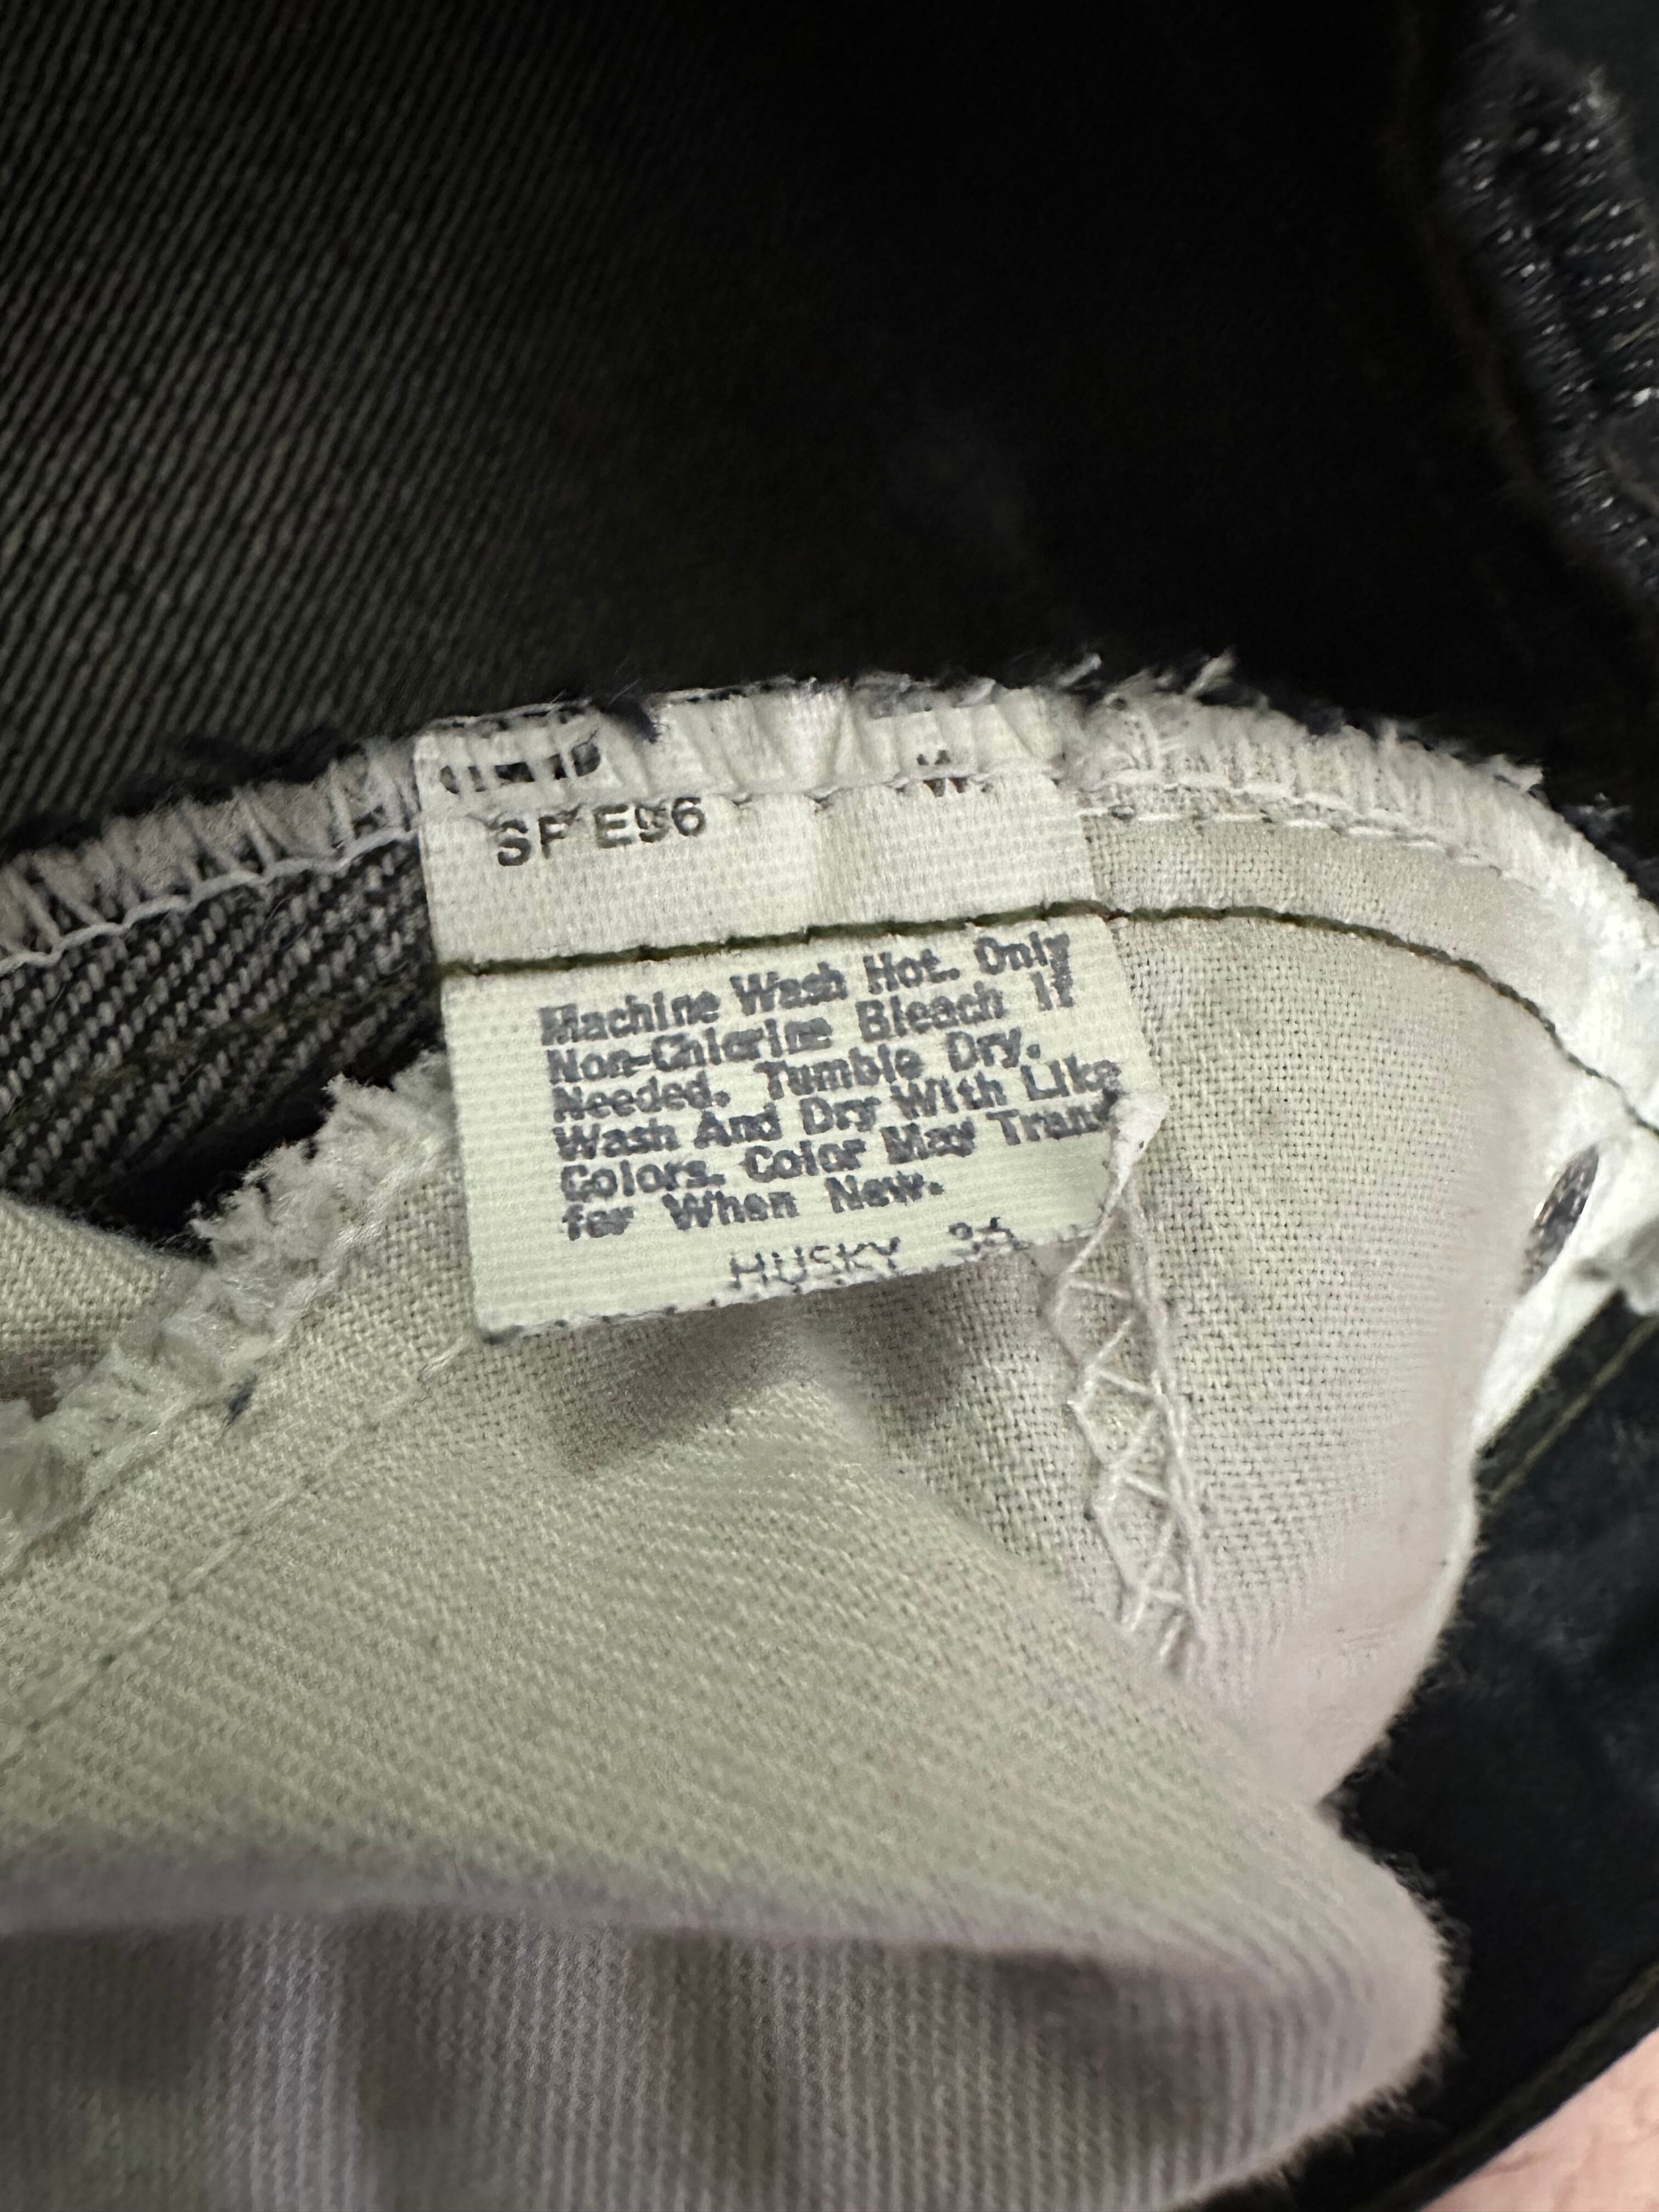 SF E96
W.
Machine Wash Hot. Only
Non-Chlorine Bleach If
Needed. Tumble Dry.
Wash And Dry With Like
Colors. Color May Trans
fer When New.
HUSKY 36